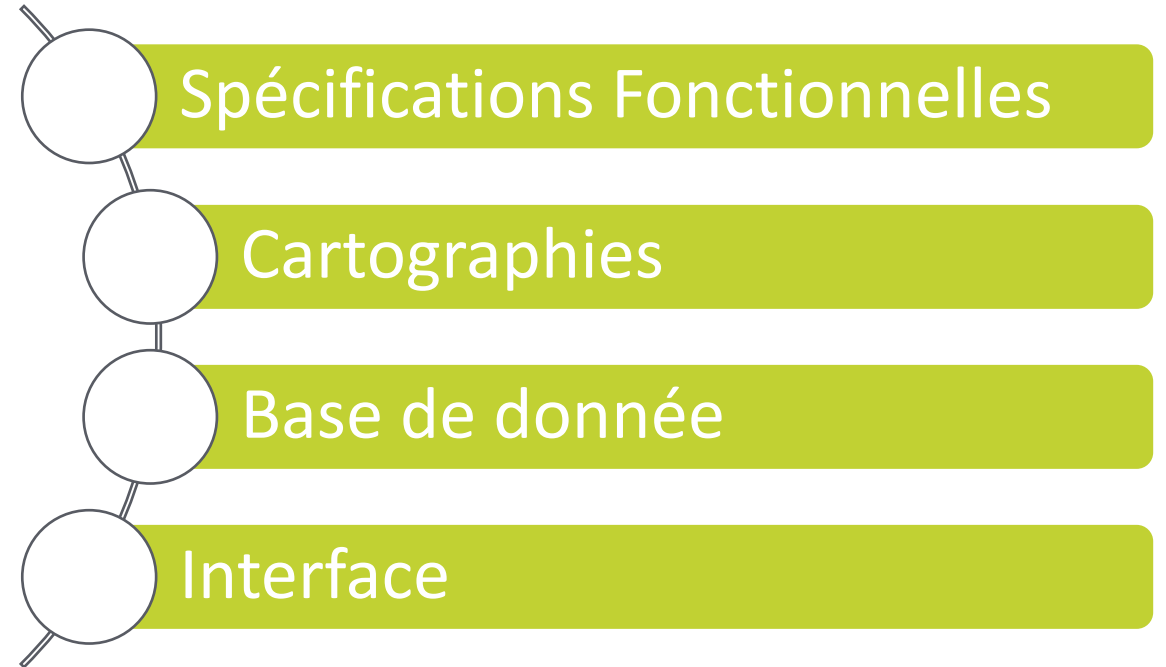 Spécifications Fonctionnelles
Cartographies
Base de donnée
Interface